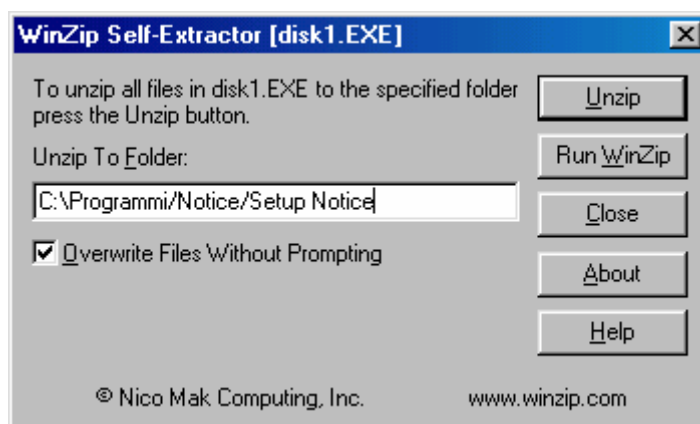 WinZip Self-Extractor [disk1.EXE]
To unzip all files in disk1.EXE to the specified folder
press the Unzip button.
Unzip To Folder:
C:\Programmi/Notice/Setup Notice
Overwrite Files Without Prompting
Unzip
Run WinZip
Close
About
Help
© Nico Mak Computing, Inc.
www.winzip.com